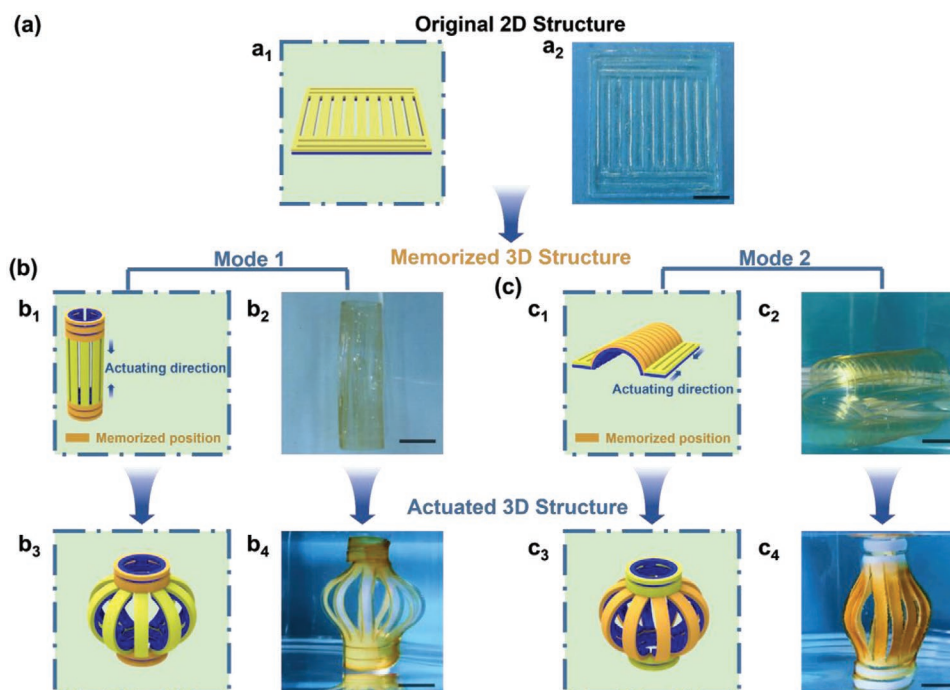 (a)
Original 2D Structure
a1
a2
Memorized 3D Structure
(b)
Mode 1
b1
Actuating direction
Memorized position
b2
(c)
Mode 2
c1
Actuating direction
Memorized position
c2
Actuated 3D Structure
b3
b4
c3
c4